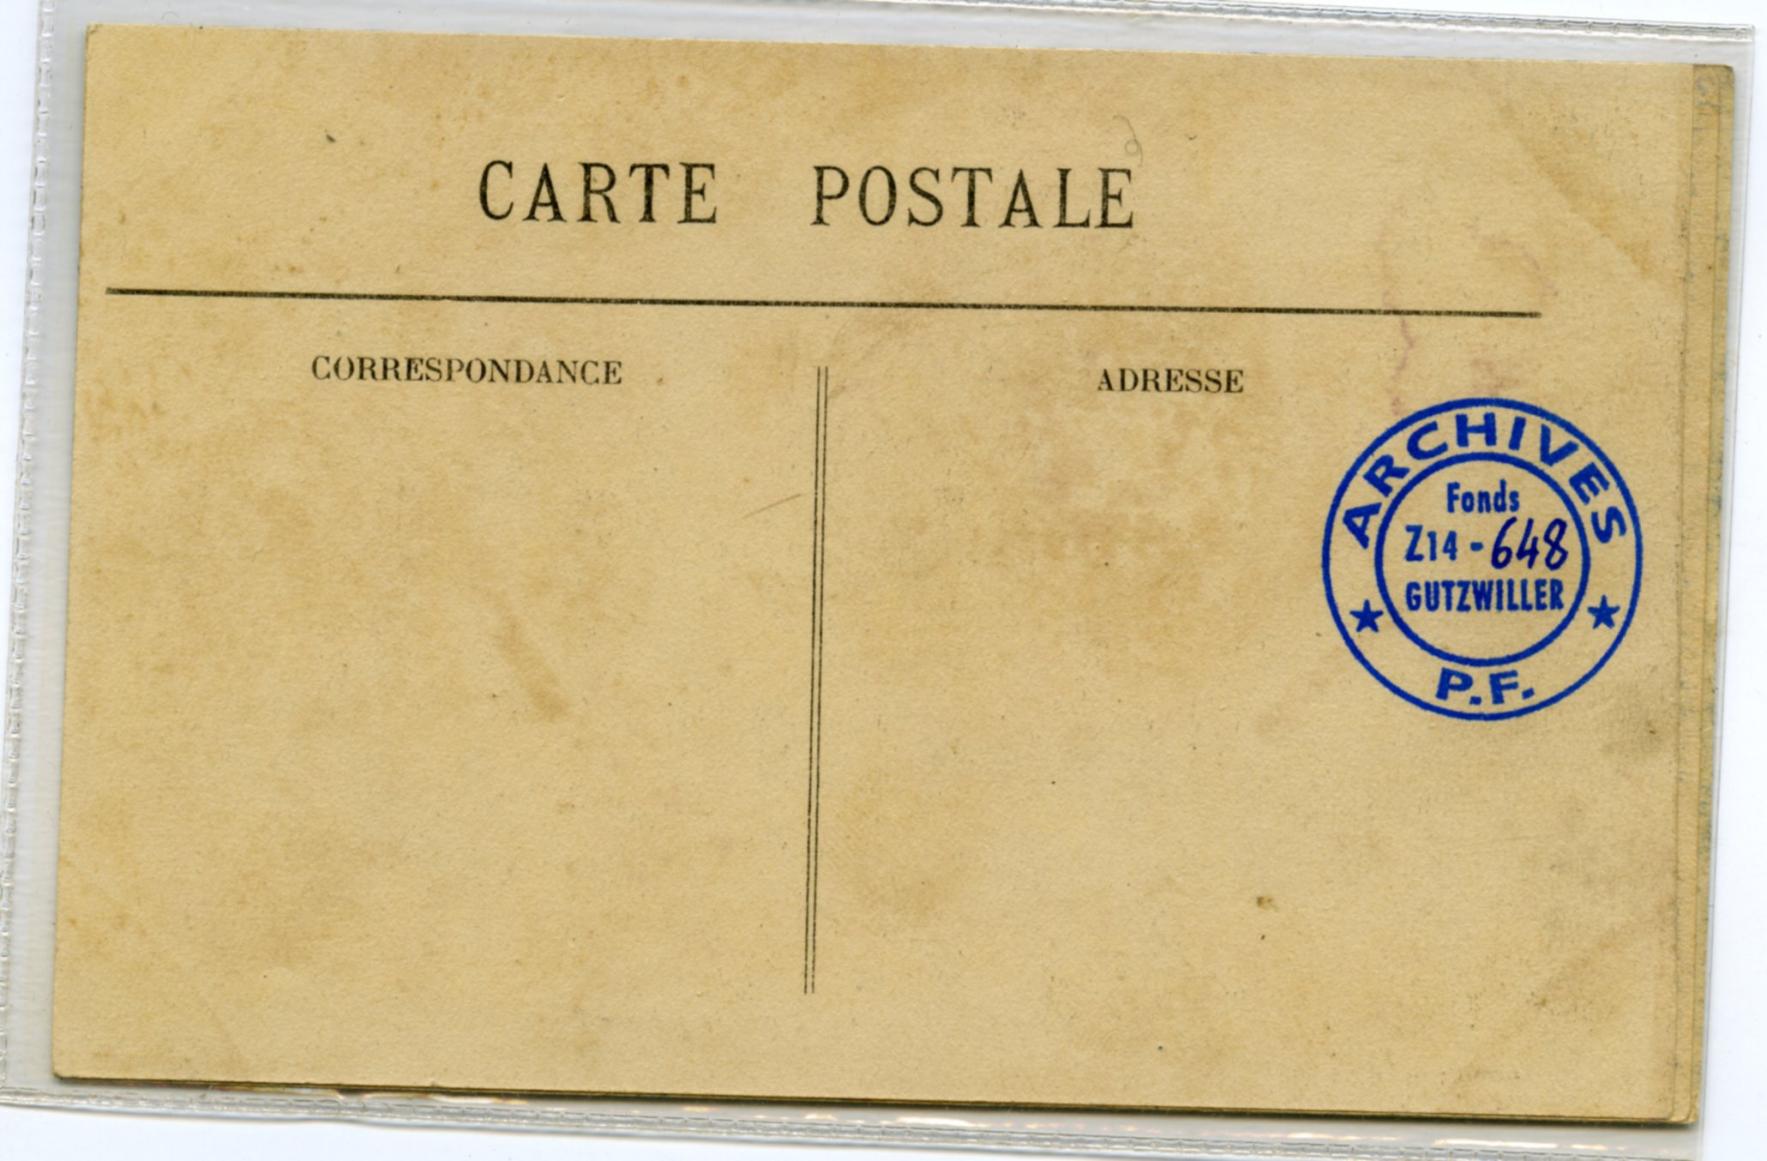 CARTE POSTALE
CORRESPONDANCE
ADRESSE
ARCHIVES
Fonds
Z14-648
GUTZWILLER
P.F.